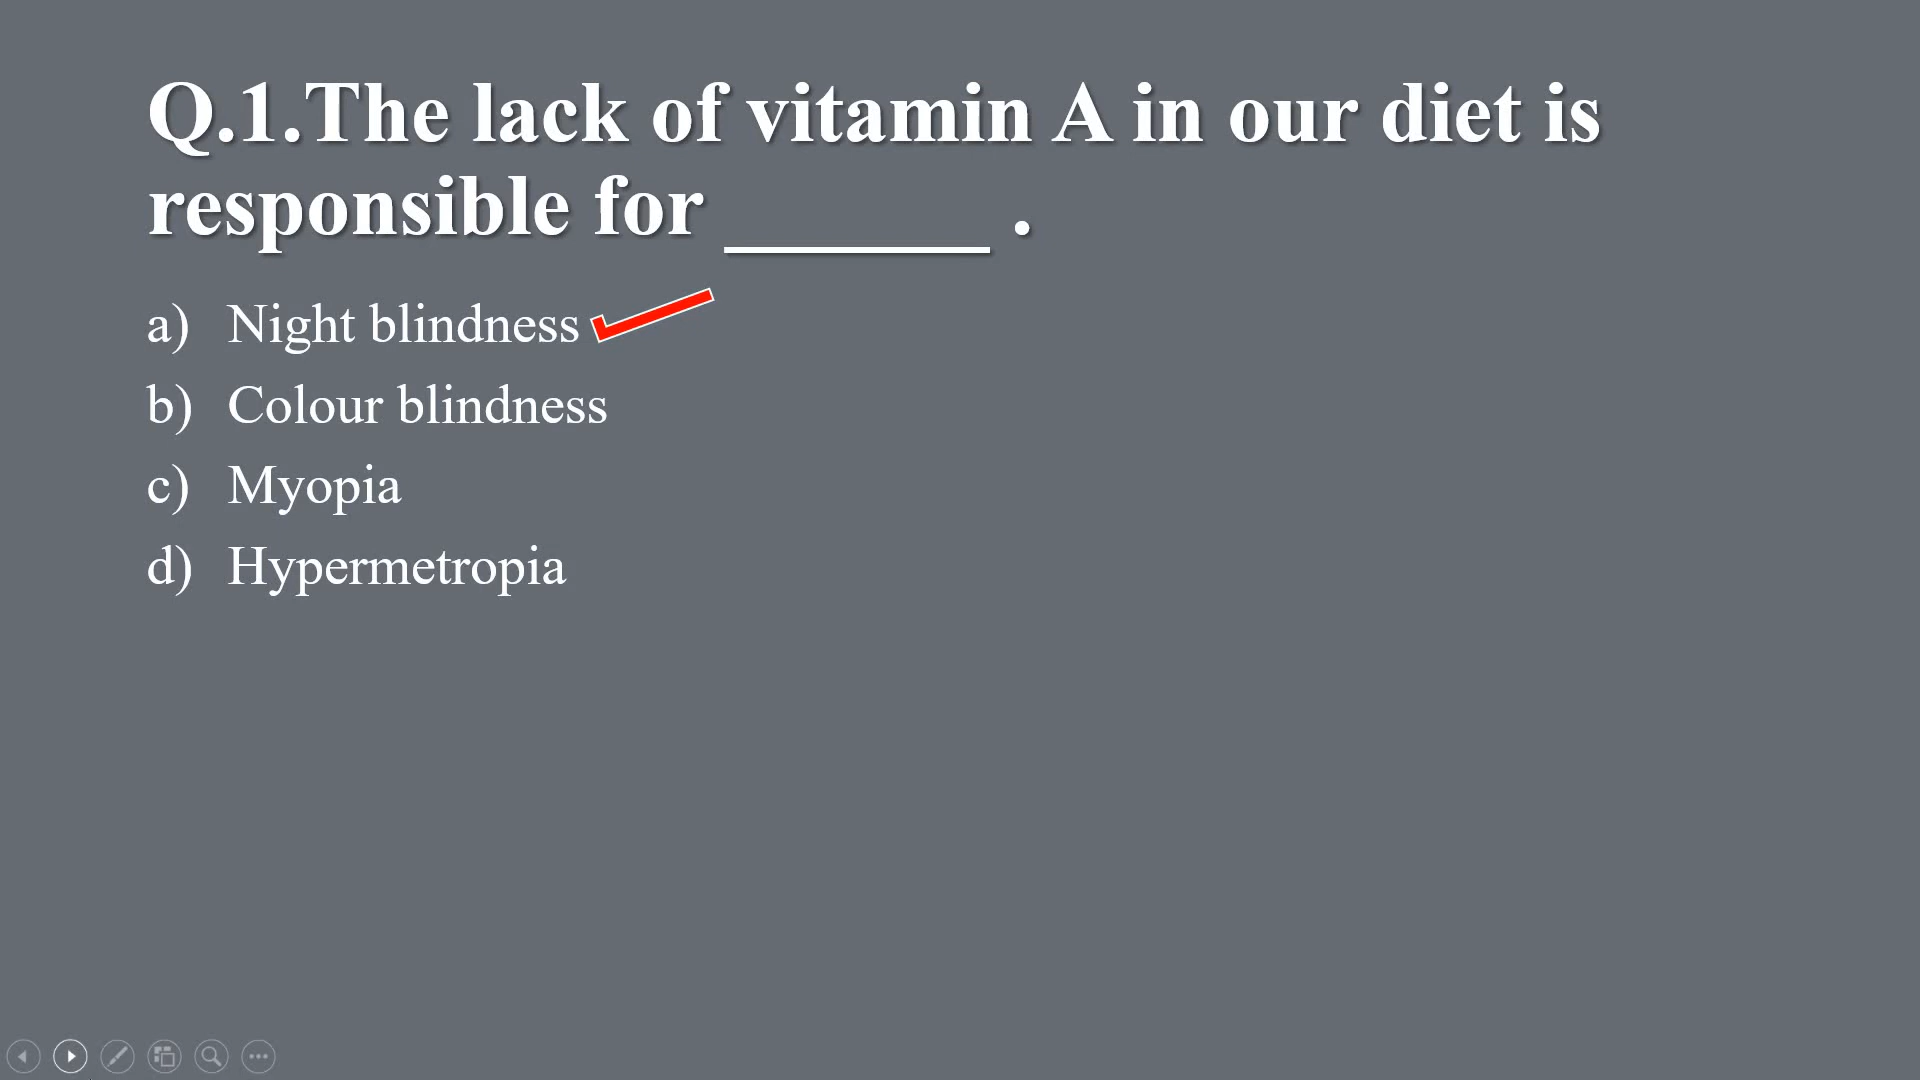 Q.1.The lack of vitamin A in our diet is
responsible for ______ .
a) Night blindness
b) Colour blindness
c) Myopia
d) Hypermetropia